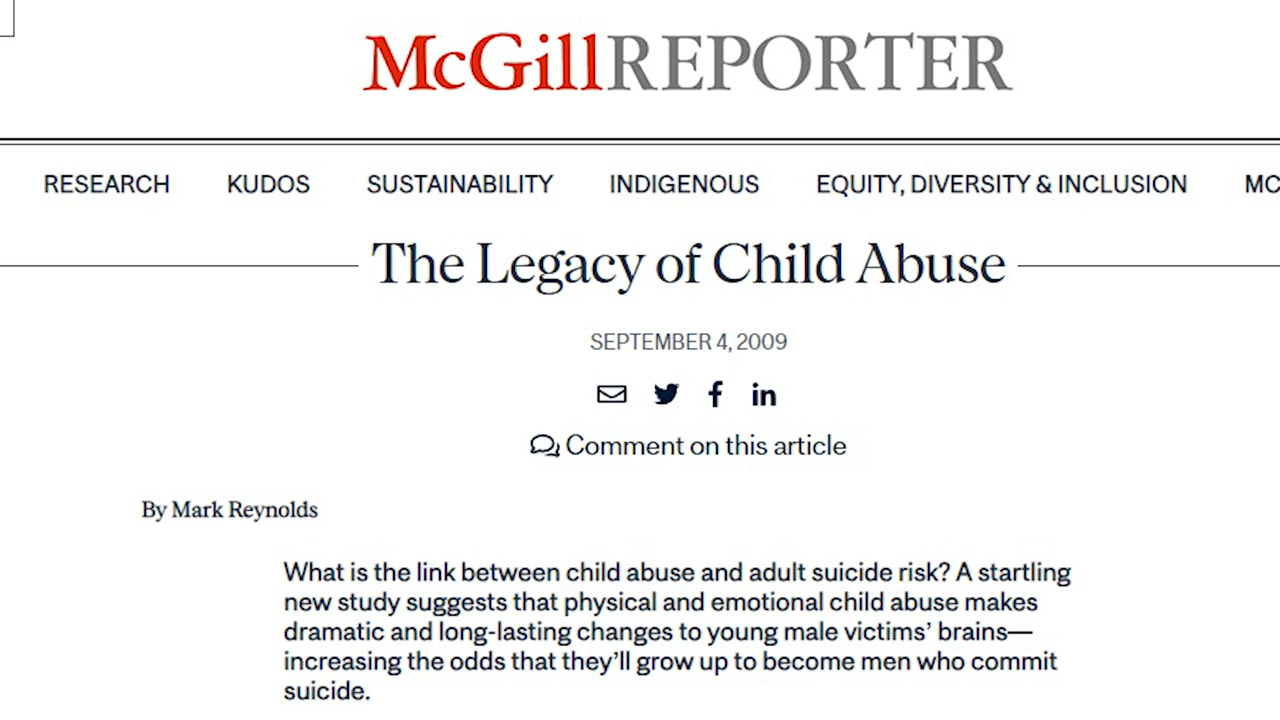 McGillREPORTER
RESEARCH KUDOS SUSTAINABILITY INDIGENOUS EQUITY, DIVERSITY & INCLUSION MC
The Legacy of Child Abuse
SEPTEMBER 4, 2009
Comment on this article
By Mark Reynolds
What is the link between child abuse and adult suicide risk? A startling
new study suggests that physical and emotional child abuse makes
dramatic and long-lasting changes to young male victims’ brains—
increasing the odds that they’ll grow up to become men who commit
suicide.